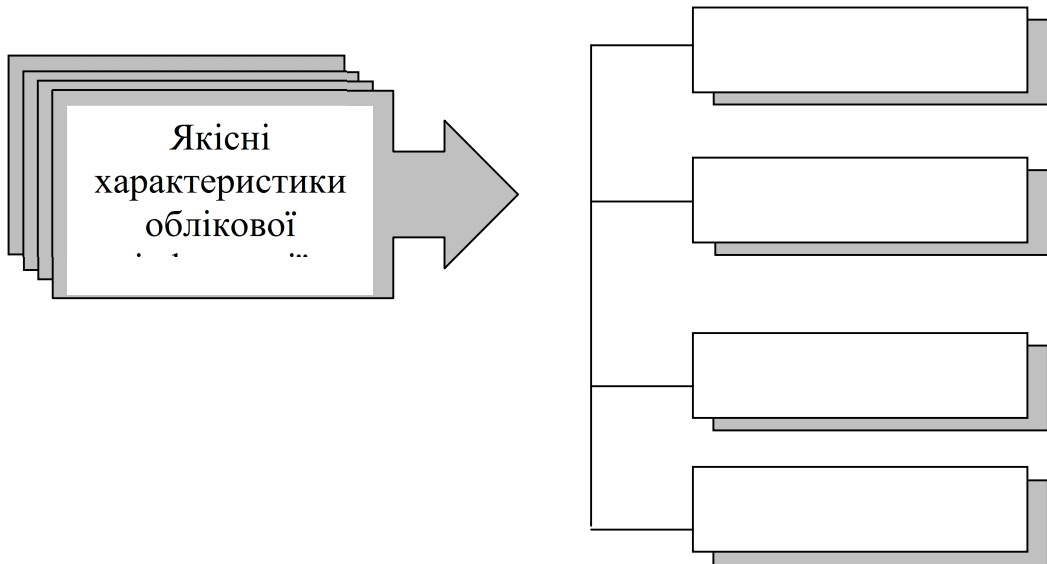 Якісні
характеристики
облікової